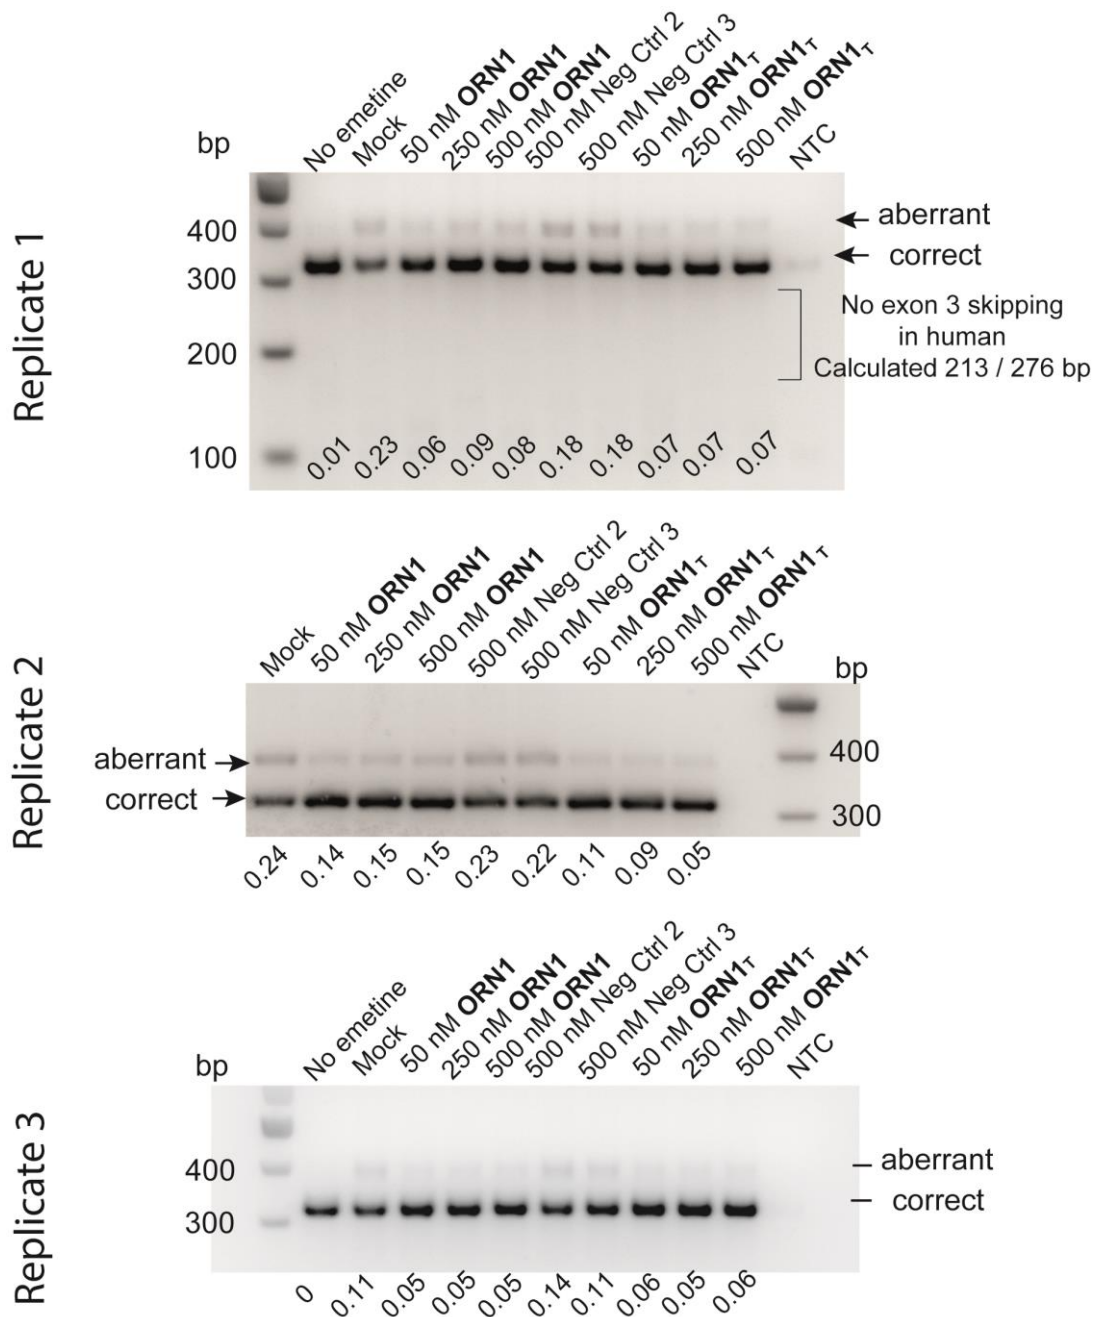 Replicate 1
bp
No emetine
Mock
50 nM ORN1
250 nM ORN1
500 nM ORN1
500 nM Neg Ctrl 2
500 nM Neg Ctrl 3
50 nM ORN1T
250 nM ORN1T
500 nM ORN1T
NTC
400
300
200
100
aberrant
correct
No exon 3 skipping
in human
Calculated 213 / 276 bp
0.01
0.23
0.06
0.09
0.08
0.18
0.18
0.07
0.07
0.07
Replicate 2
Mock
50 nM ORN1
250 nM ORN1
500 nM ORN1
500 nM Neg Ctrl 2
500 nM Neg Ctrl 3
50 nM ORN1T
250 nM ORN1T
500 nM ORN1T
NTC
bp
aberrant
correct
400
300
0.24
0.14
0.15
0.15
0.23
0.22
0.11
0.09
0.05
Replicate 3
bp
No emetine
Mock
50 nM ORN1
250 nM ORN1
500 nM ORN1
500 nM Neg Ctrl 2
500 nM Neg Ctrl 3
50 nM ORN1T
250 nM ORN1T
500 nM ORN1T
NTC
400
300
aberrant
correct
0
0.11
0.05
0.05
0.05
0.14
0.11
0.06
0.05
0.06